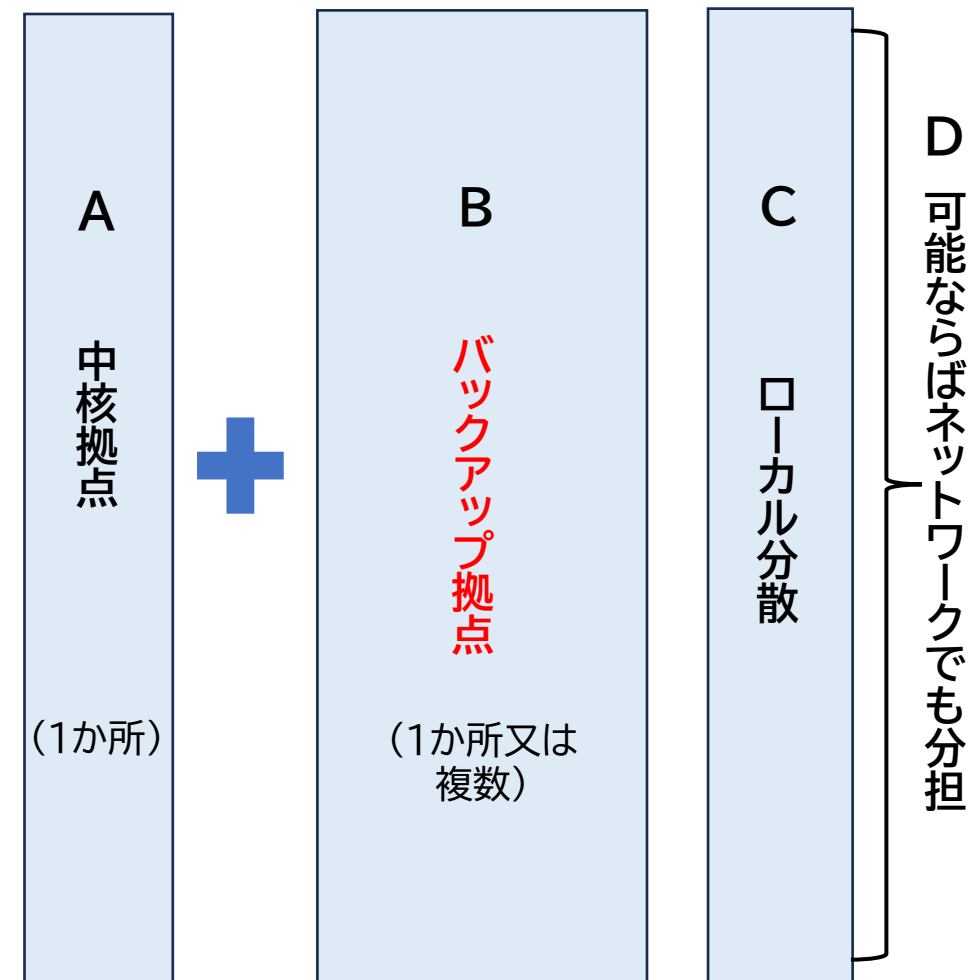 A
中核拠点
（1か所）
B
バックアップ拠点
（1か所又は
複数）
C
ローカル分散
D 可能ならばネットワークでも分担